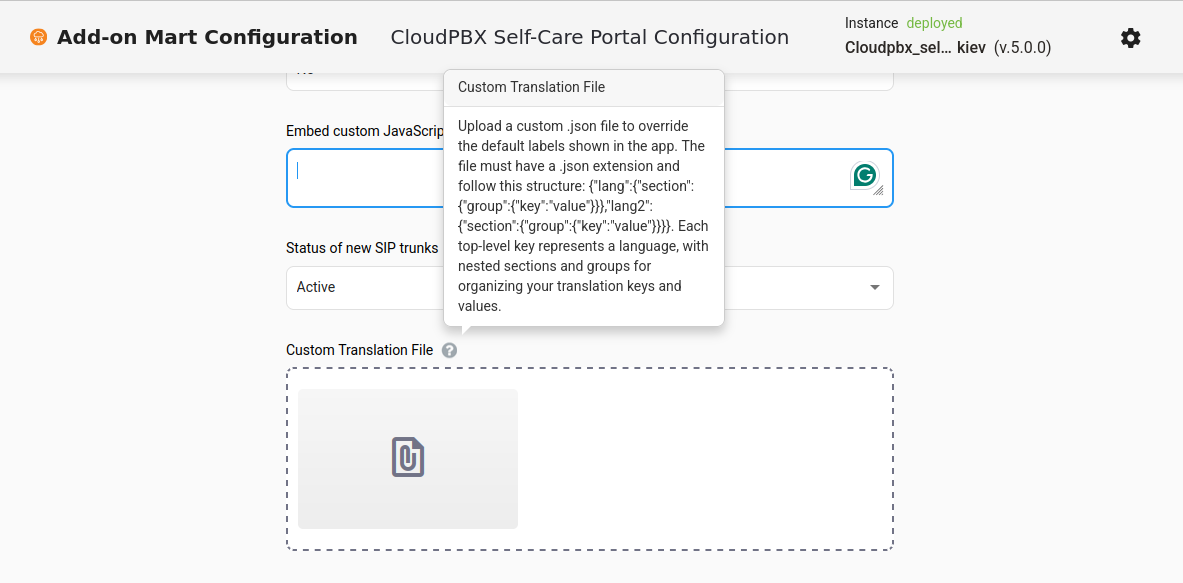 Add-on Mart Configuration
CloudPBX Self-Care Portal Configuration
Instance deployed
Cloudpbx_sel... kiev (v.5.0.0)
Custom Translation File
Upload a custom .json file to override
the default labels shown in the app. The
file must have a .json extension and
follow this structure: {"lang":{"section":
{"group":{"key":"value"}}},"lang2":
{"section":{"group":{"key":"value"}}}}. Each
top-level key represents a language, with
nested sections and groups for
organizing your translation keys and
values.
Embed custom JavaScrip
Status of new SIP trunks
Active
Custom Translation File